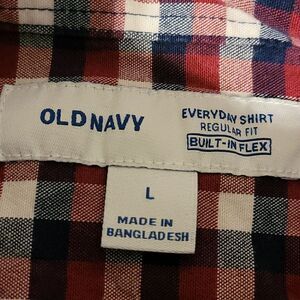 OLD NAVY
EVERYDAY SHIRT
REGULAR FIT
BUILT-IN FLEX
L
MADE IN
BANGLADESH